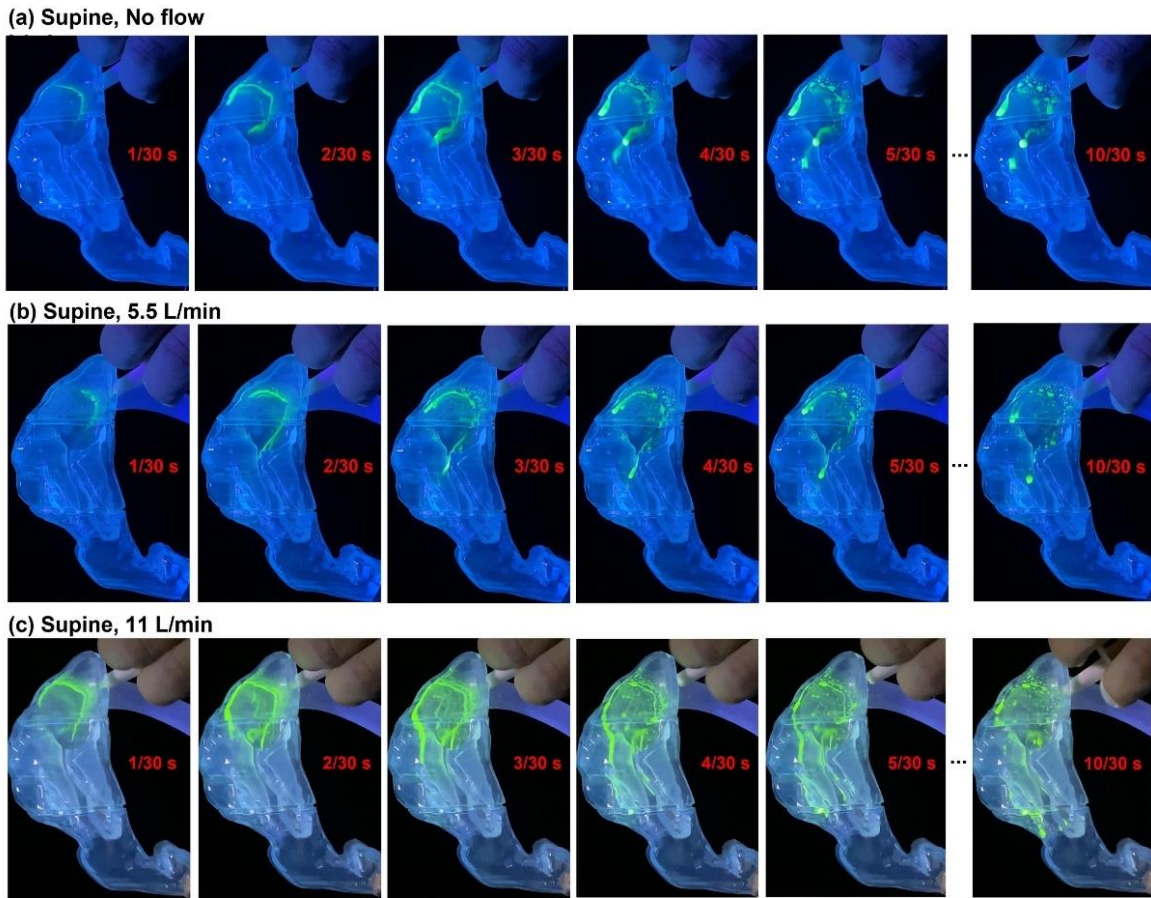 (a) Supine, No flow
1/30 s 2/30 s 3/30 s 4/30 s 5/30 s ... 10/30 s
(b) Supine, 5.5 L/min
1/30 s 2/30 s 3/30 s 4/30 s 5/30 s ... 10/30 s
(c) Supine, 11 L/min
1/30 s 2/30 s 3/30 s 4/30 s 5/30 s ... 10/30 s